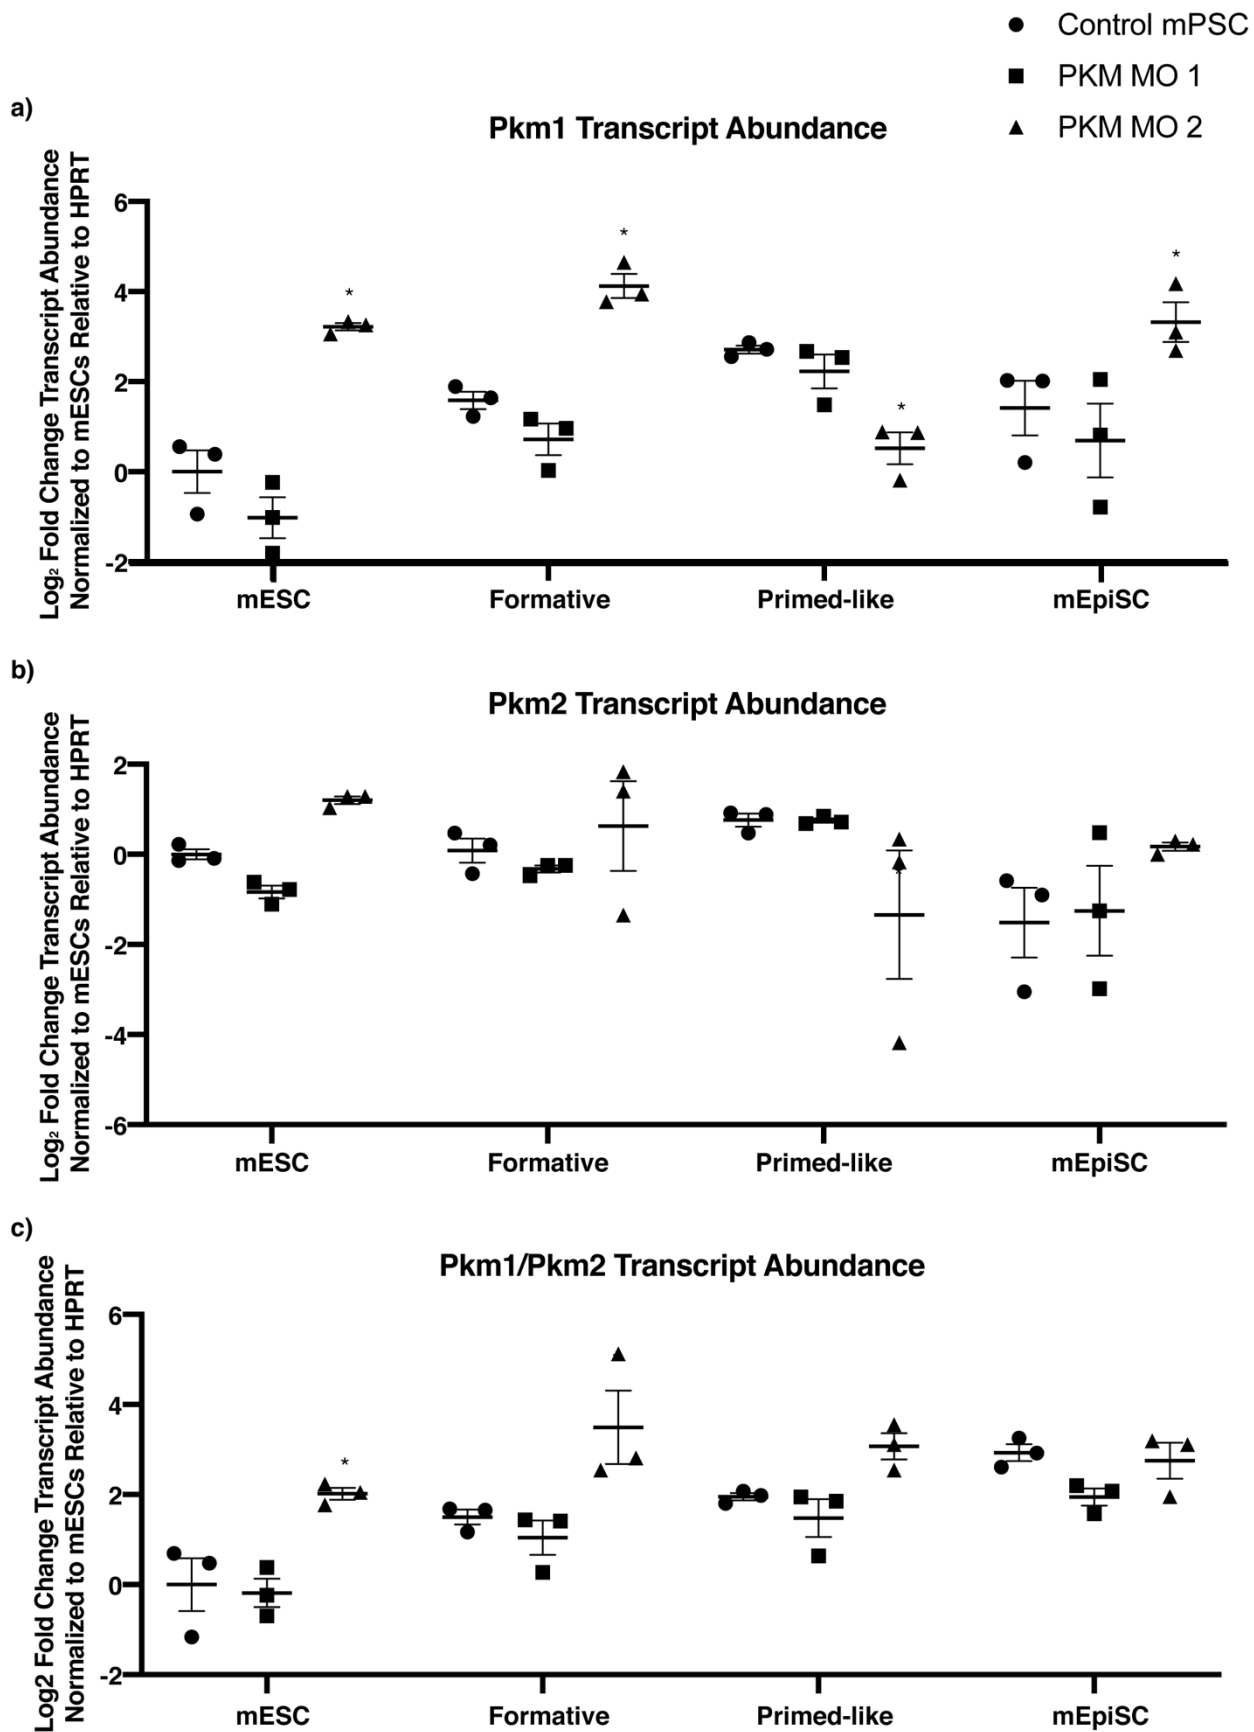 Control mPSC
PKM MO 1
PKM MO 2
a)
Pkm1 Transcript Abundance
Log₂ Fold Change Transcript Abundance
Normalized to mESCs Relative to HPRT
6
*
*
*
4
2
*
0
-2
mESC
Formative
Primed-like
mEpiSC
b)
Pkm2 Transcript Abundance
Log₂ Fold Change Transcript Abundance
Normalized to mESCs Relative to HPRT
2
0
*
-2
-4
-6
mESC
Formative
Primed-like
mEpiSC
c)
Pkm1/Pkm2 Transcript Abundance
Log2 Fold Change Transcript Abundance
Normalized to mESCs Relative to HPRT
6
4
*
2
0
-2
mESC
Formative
Primed-like
mEpiSC